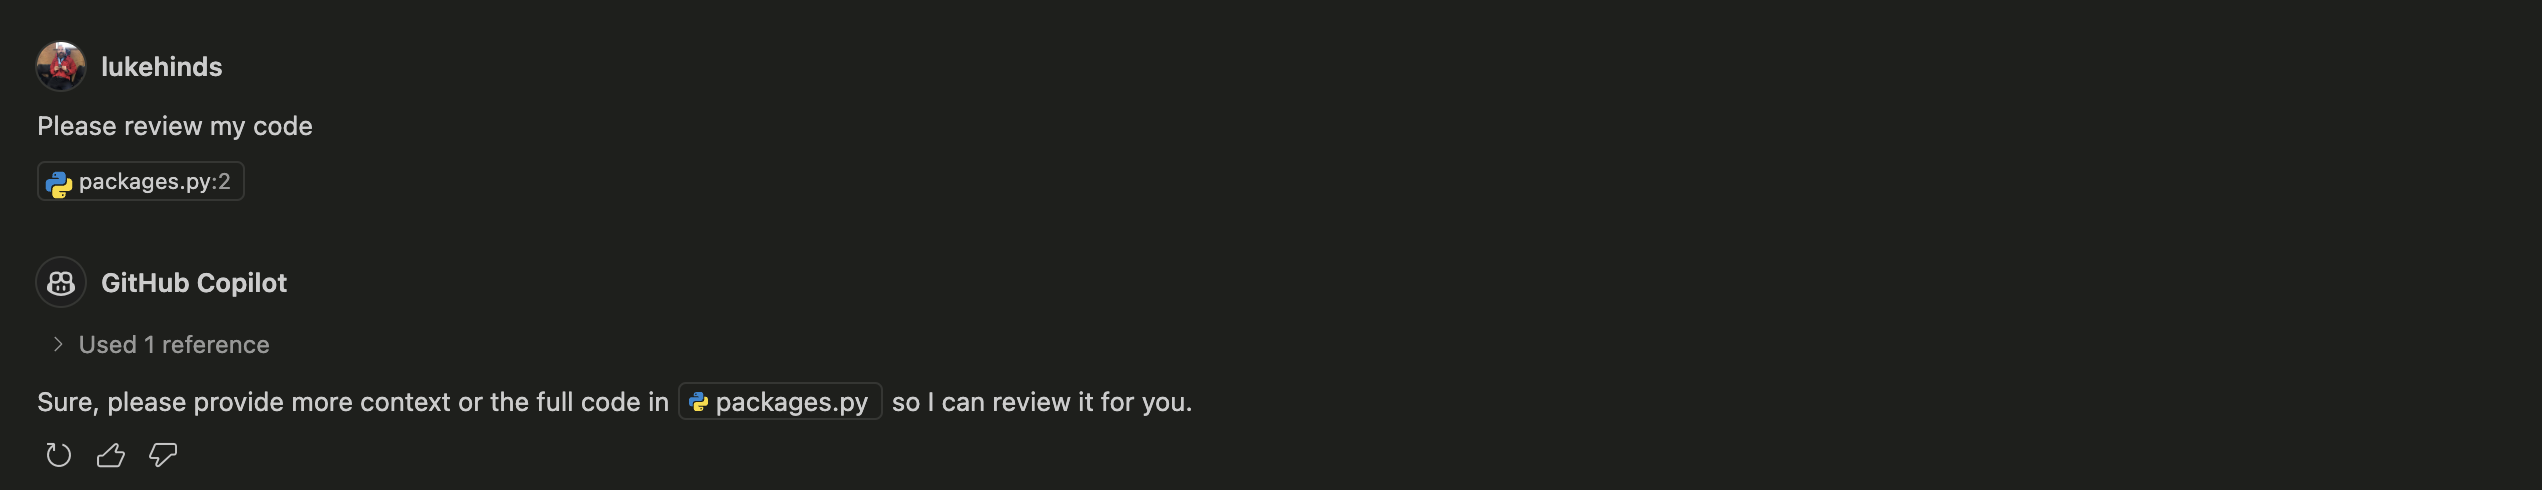 lukehinds
Please review my code
packages.py:2
GitHub Copilot
Used 1 reference
Sure, please provide more context or the full code in packages.py so I can review it for you.